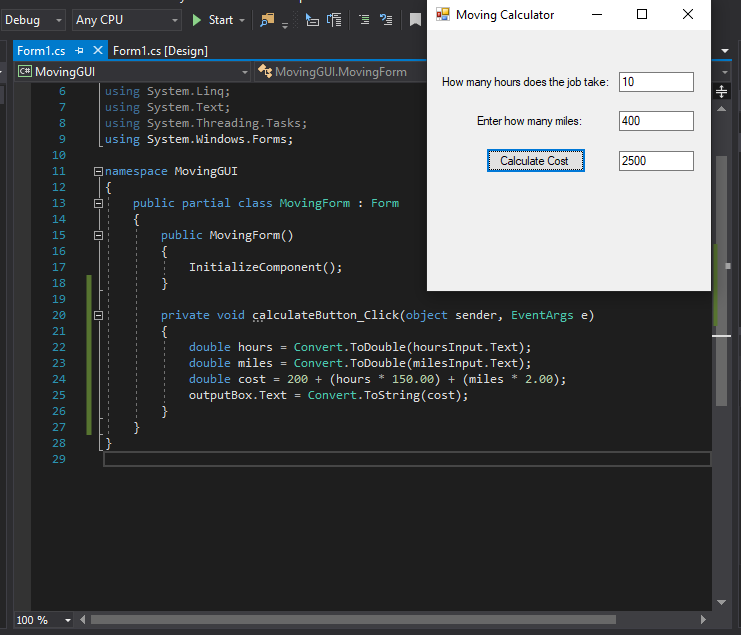 Debug Any CPU Start
Form1.cs Form1.cs [Design]
MovingGUI MovingGUI.MovingForm
6 using System.Linq;
7 using System.Text;
8 using System.Threading.Tasks;
9 using System.Windows.Forms;
10
11 namespace MovingGUI
12 {
13 public partial class MovingForm : Form
14 {
15 public MovingForm()
16 {
17 InitializeComponent();
18 }
19
20 private void calculateButton_Click(object sender, EventArgs e)
21 {
22 double hours = Convert.ToDouble(hoursInput.Text);
23 double miles = Convert.ToDouble(milesInput.Text);
24 double cost = 200 + (hours * 150.00) + (miles * 2.00);
25 outputBox.Text = Convert.ToString(cost);
26 }
27 }
28 }
29
100 %
Moving Calculator
How many hours does the job take: 10
Enter how many miles: 400
Calculate Cost 2500